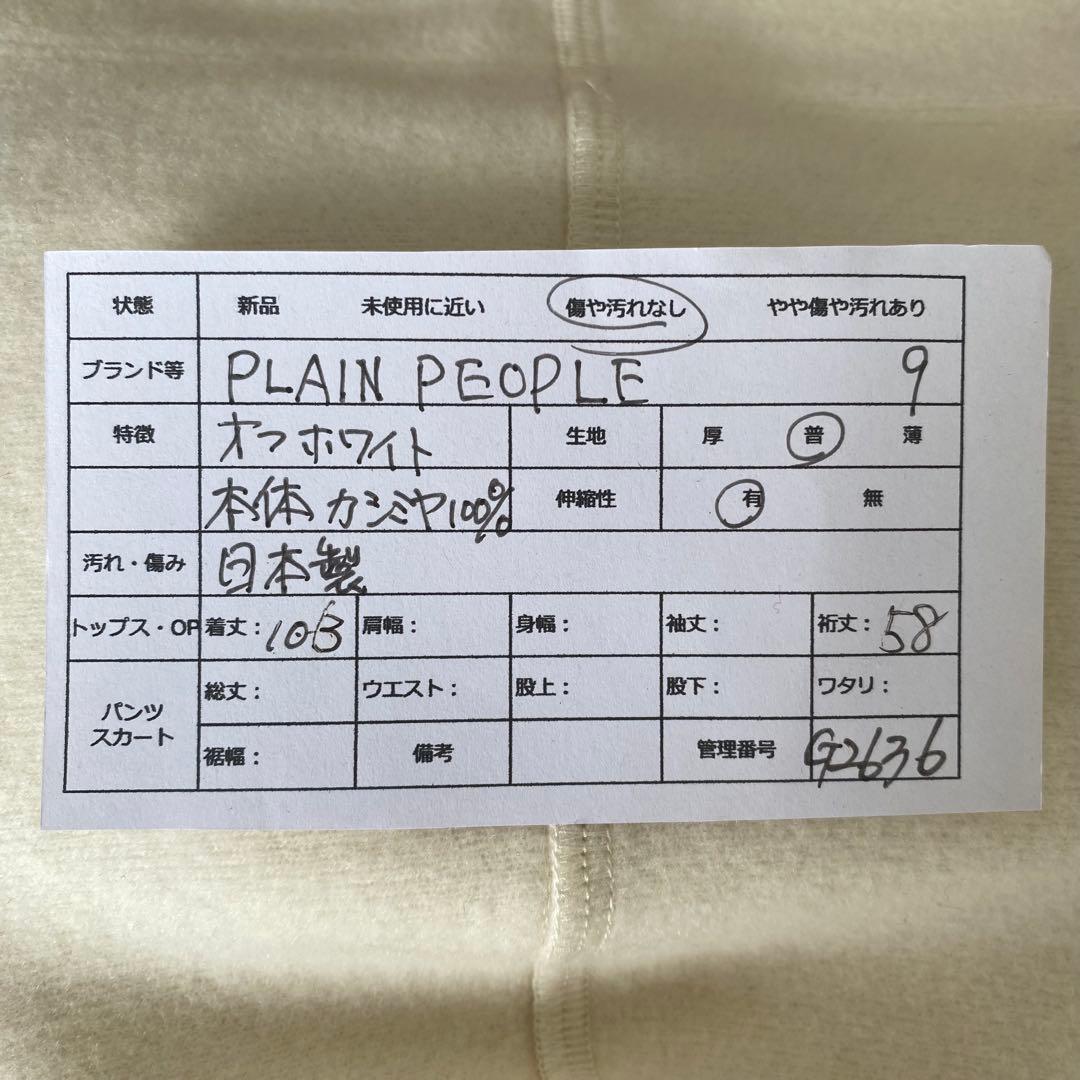 状態 新品 未使用に近い 傷や汚れなし やや傷や汚れあり
ブランド等 PLAIN PEOPLE 9
特徴 オフホワイト 生地 厚 普 薄
本体 カシミヤ100% 伸縮性 有 無
汚れ・傷み 日本製
トップス・OP 着丈： 103 肩幅： 身幅： 袖丈： 裄丈： 58
パンツ スカート 総丈： ウエスト： 股上： 股下： ワタリ：
裾幅： 備考 管理番号 G2636